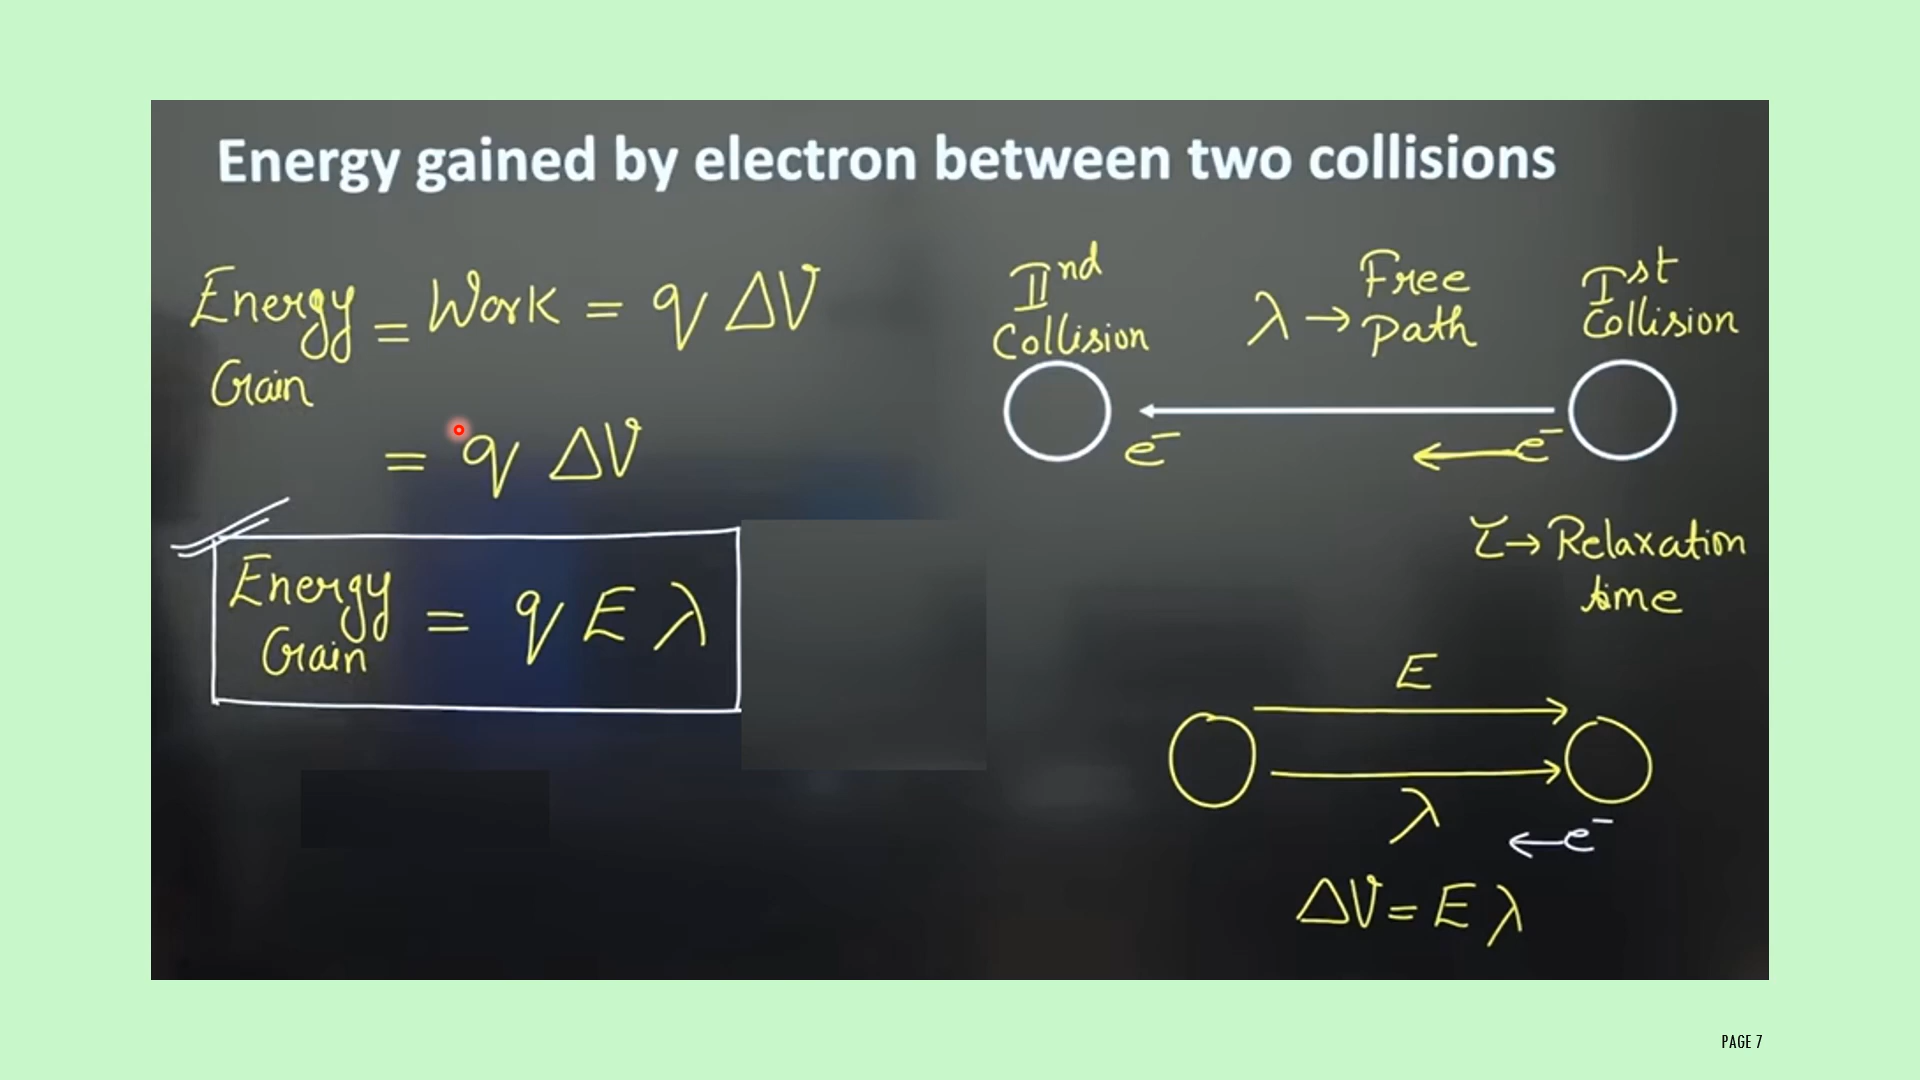 Energy gained by electron between two collisions
Energy Gain = Work = q ΔV
= q ΔV
Energy Gain = q E λ
IInd Collision
λ → Free Path
Ist Collision
e⁻
← e⁻
τ → Relaxation time
E
λ
← e⁻
ΔV = E λ
PAGE 7